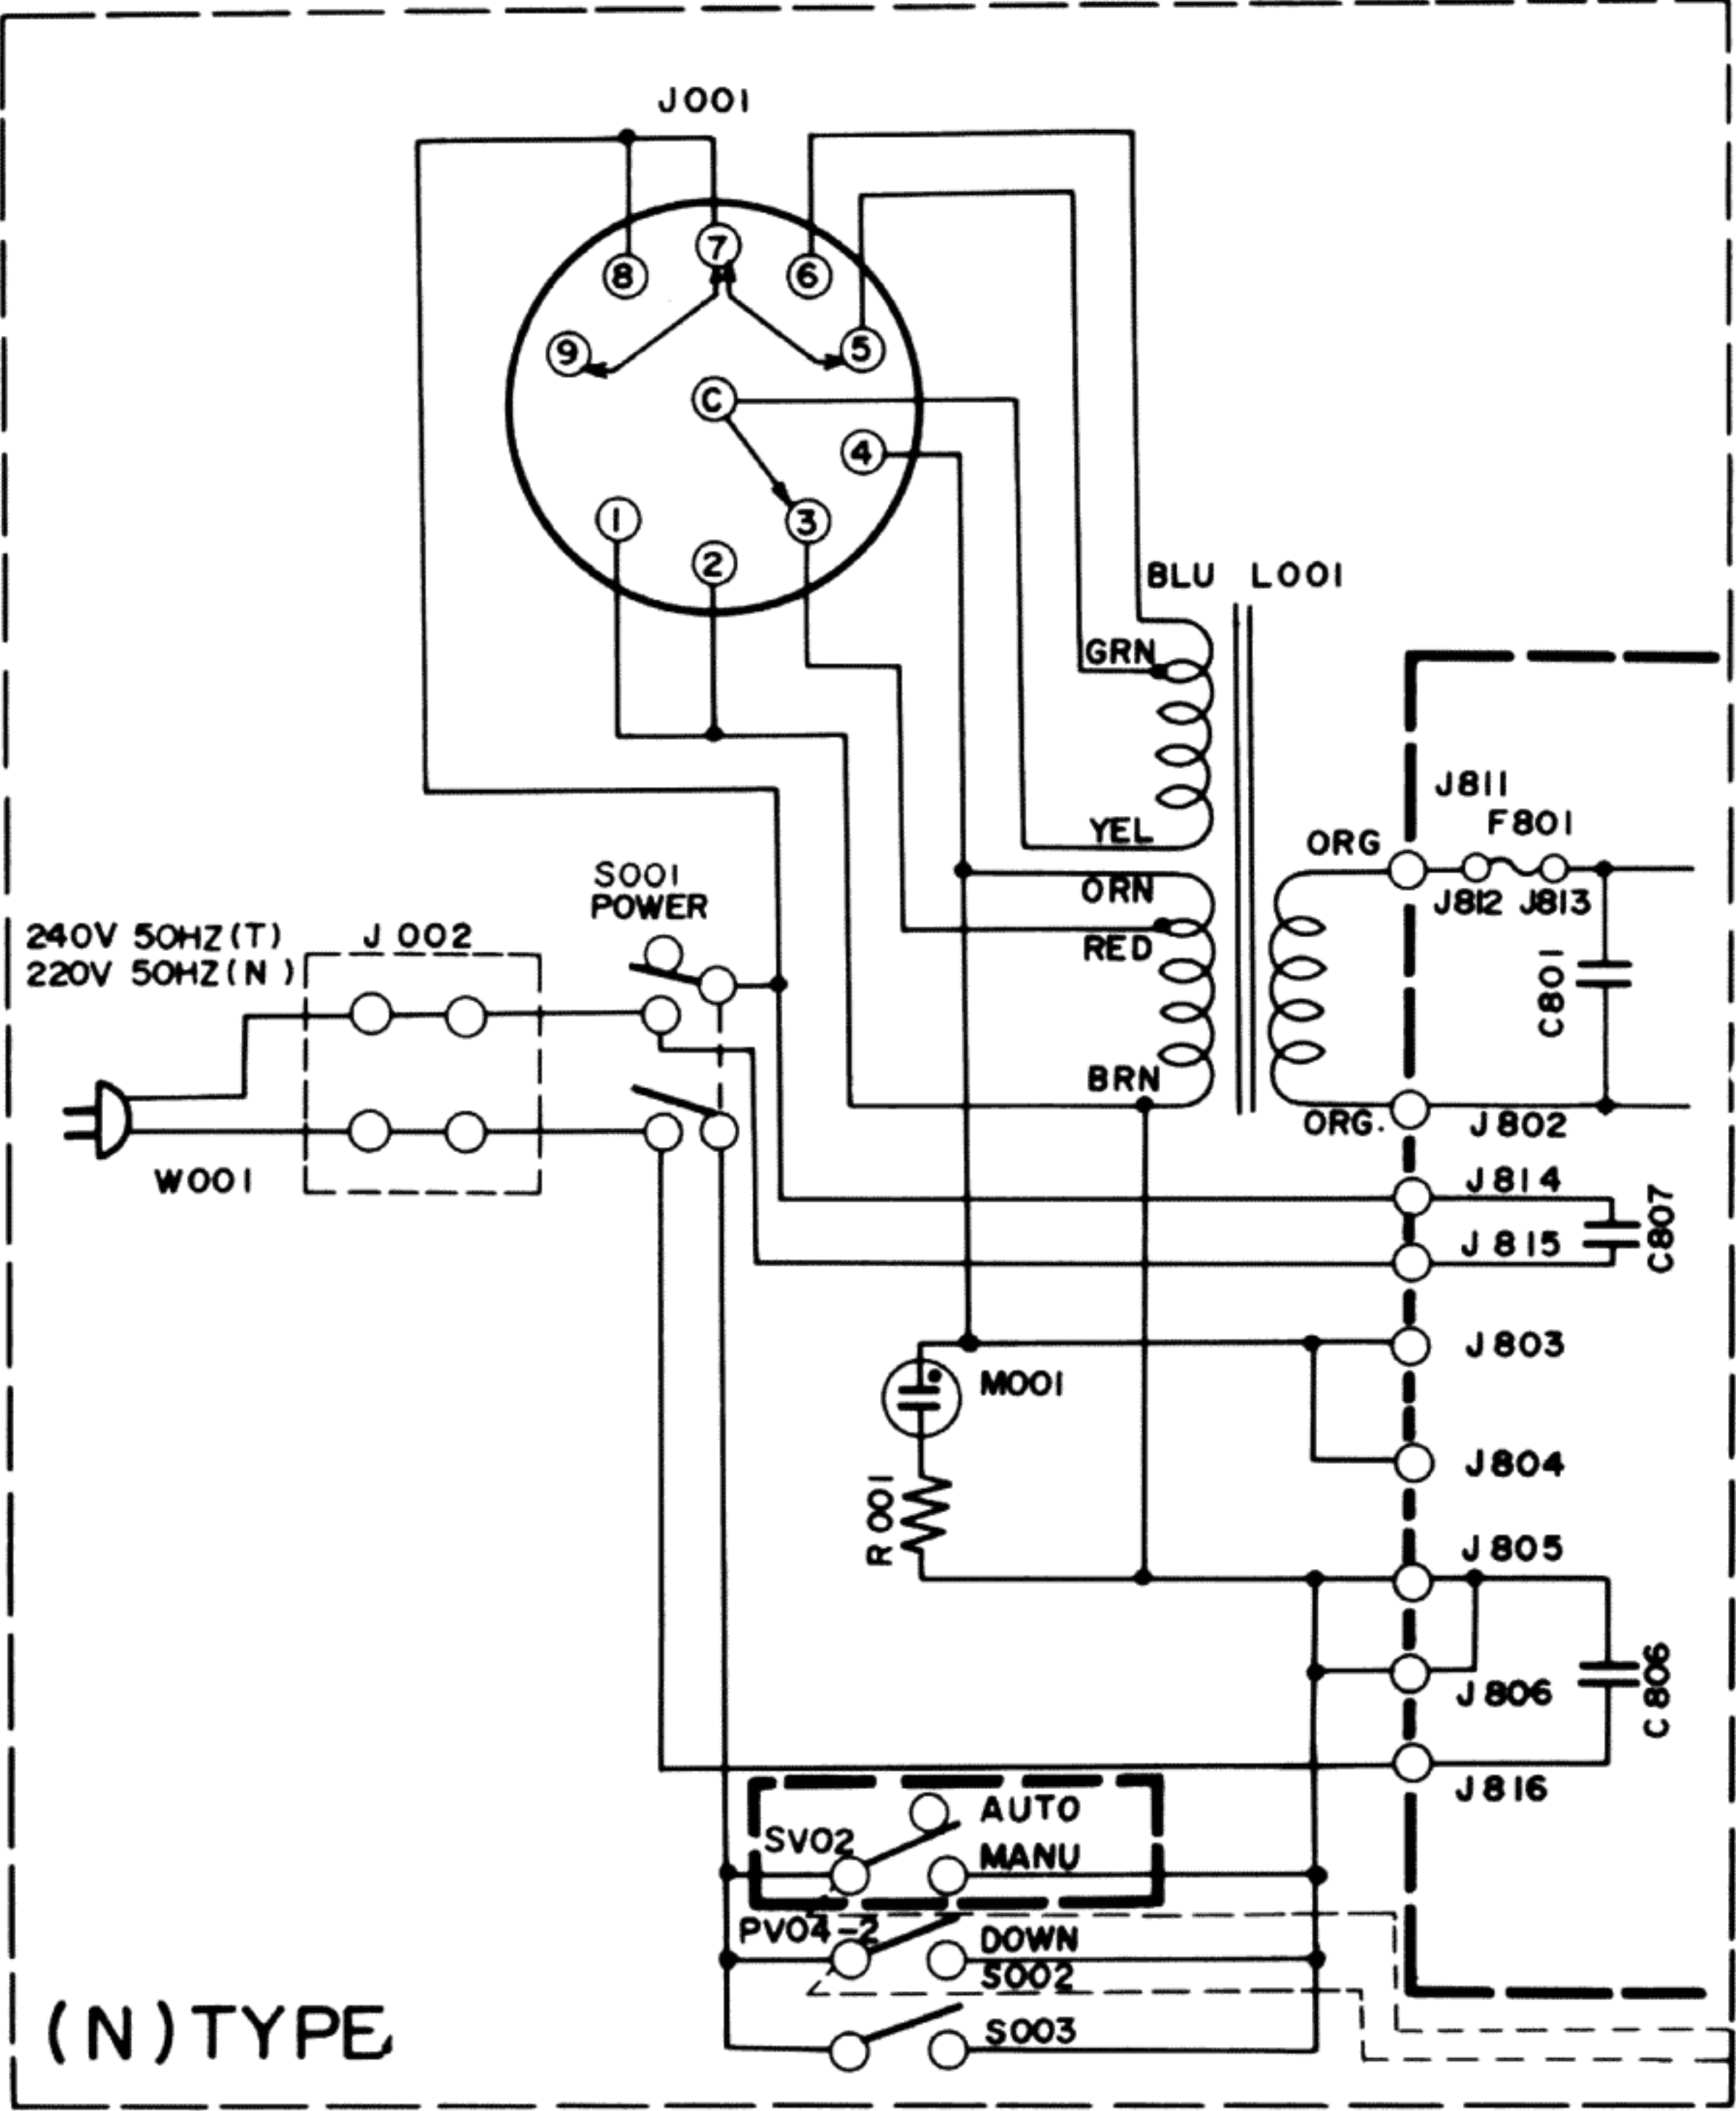 J001
7
8
6
9
5
C
4
1
3
2
BLU L001
GRN
J811
F801
YEL
ORG
ORN
J812 J813
S001
POWER
240V 50HZ(T)
220V 50HZ(N)
J002
RED
C801
BRN
ORG.
J802
W001
J814
C807
J815
J803
M001
J804
R001
J805
J806
C806
J816
AUTO
SV02
MANU
PV04-2
DOWN
S002
S003
(N)TYPE